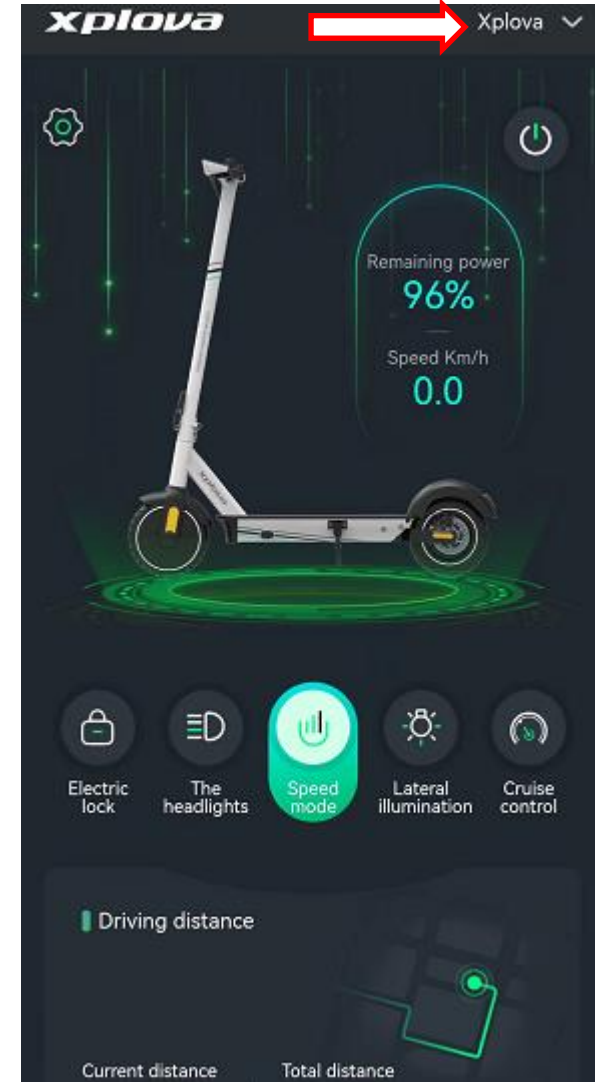 xplova
Xplova
Remaining power
96%
Speed Km/h
0.0
xplova
Electric
lock
The
headlights
Speed
mode
Lateral
illumination
Cruise
control
Driving distance
Current distance
Total distance